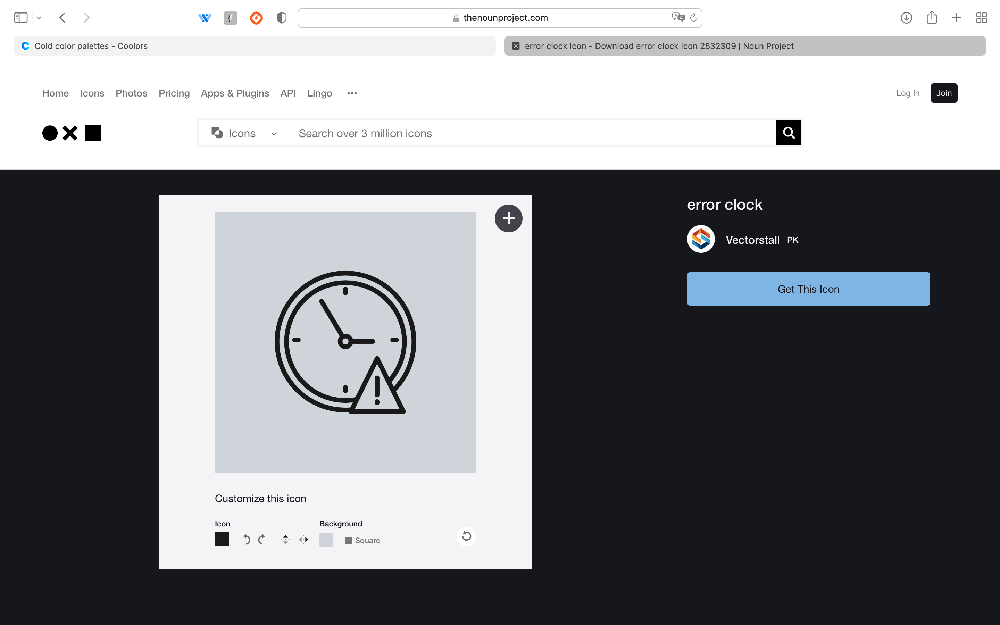 thenounproject.com
Cold color palettes - Coolors
error clock Icon - Download error clock Icon 2532309 | Noun Project
Home Icons Photos Pricing Apps & Plugins API Lingo •••
Log In Join
Icons Search over 3 million icons
error clock
Vectorstall PK
Get This Icon
Customize this icon
Icon Background
Square